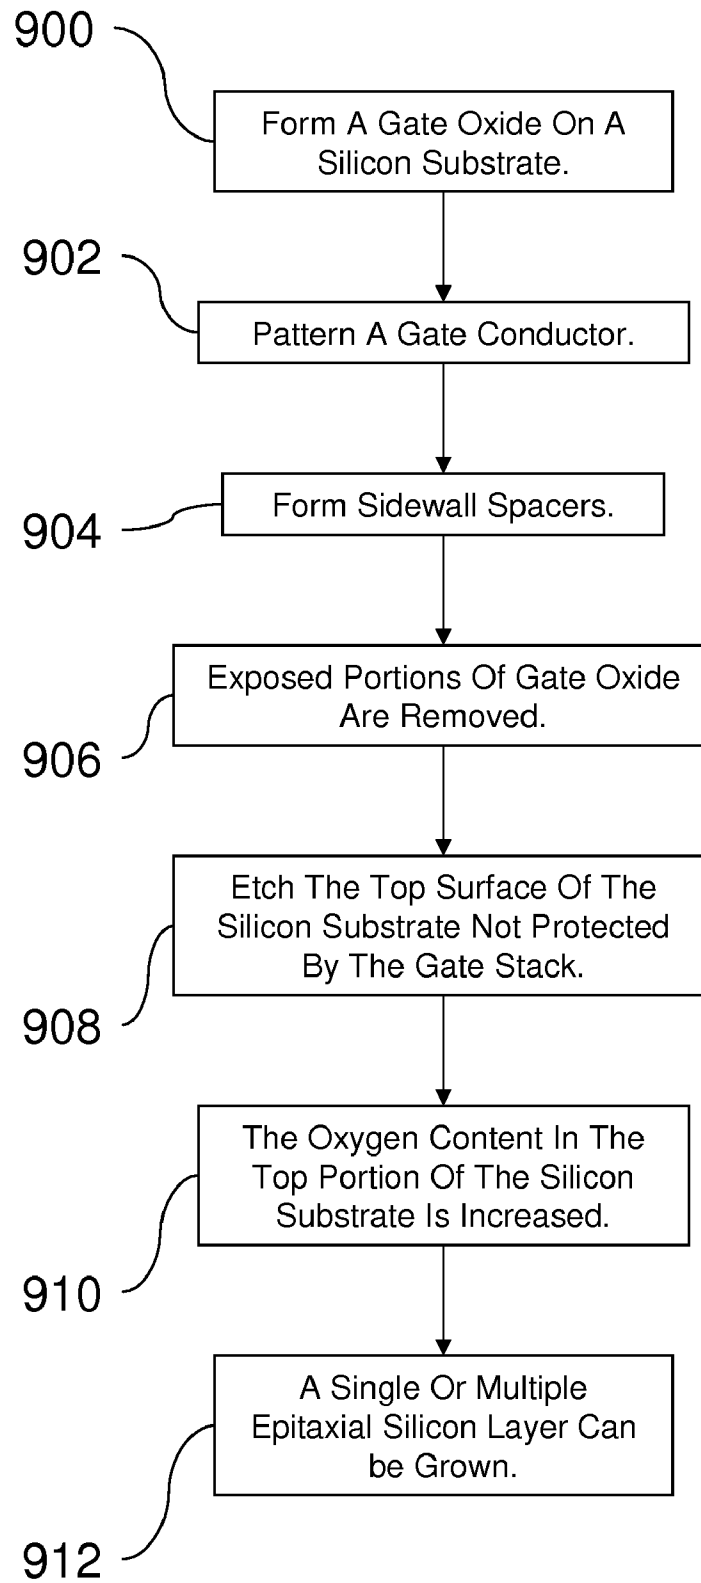 900
Form A Gate Oxide On A
Silicon Substrate.
902
Pattern A Gate Conductor.
Form Sidewall Spacers.
904
Exposed Portions Of Gate Oxide
Are Removed.
906
Etch The Top Surface Of The
Silicon Substrate Not Protected
By The Gate Stack.
908
The Oxygen Content In The
Top Portion Of The Silicon
Substrate Is Increased.
910
A Single Or Multiple
Epitaxial Silicon Layer Can
be Grown.
912